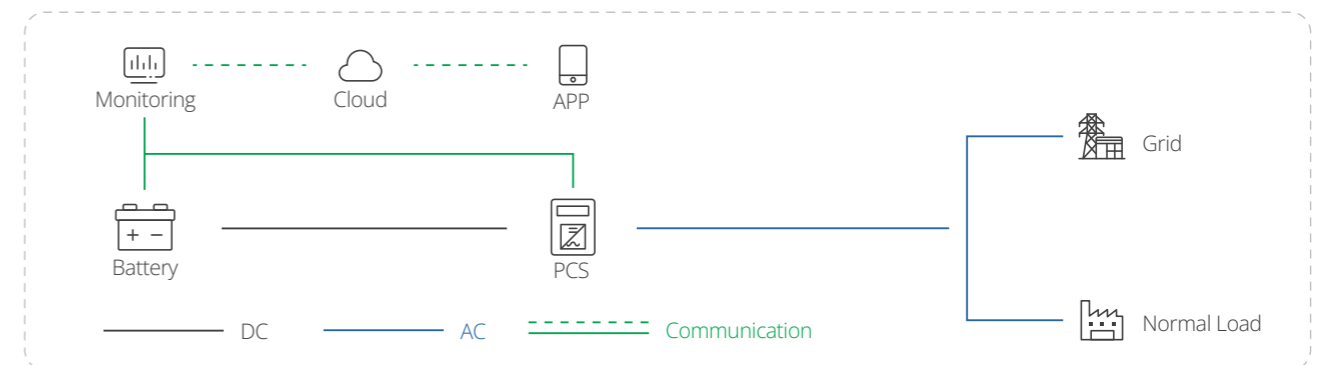 Monitoring
Cloud
APP
Grid
Battery
PCS
DC
AC
Communication
Normal Load